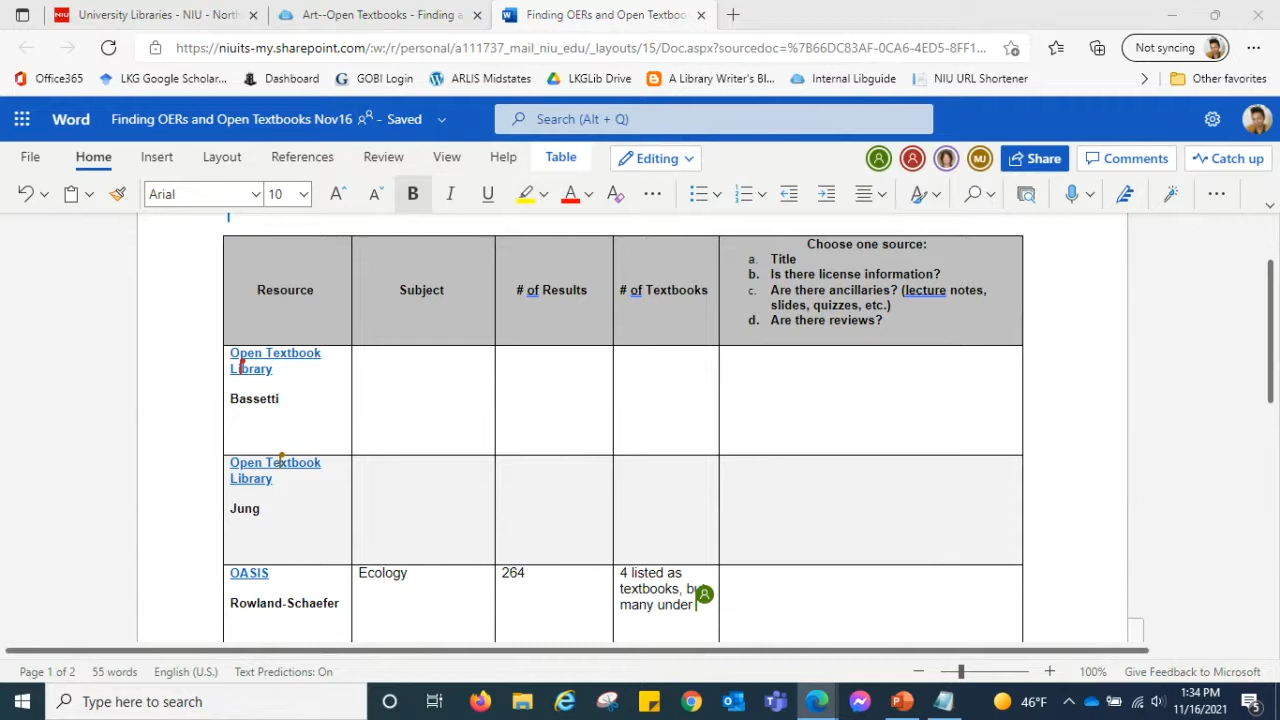 University Libraries - NIU - North
Art--Open Textbooks - Finding a
Finding OERs and Open Textboo
https://niuits-my.sharepoint.com/:w:/r/personal/a111737_mail_niu_edu/_layouts/15/Doc.aspx?sourcedoc=%7B66DC83AF-0CA6-4ED5-8FF1...
Not syncing
Office365
LKG Google Scholar...
Dashboard
GOBI Login
ARLIS Midstates
LKGLib Drive
A Library Writer's Bl...
Internal Libguide
NIU URL Shortener
Other favorites
Word
Finding OERs and Open Textbooks Nov16
- Saved
Search (Alt + Q)
File
Home
Insert
Layout
References
Review
View
Help
Table
Editing
MJ
Share
Comments
Catch up
Arial
10
Resource
Subject
# of Results
# of Textbooks
Choose one source:
a. Title
b. Is there license information?
c. Are there ancillaries? (lecture notes,
slides, quizzes, etc.)
d. Are there reviews?
Open Textbook
Library
Bassetti
Open Textbook
Library
Jung
OASIS
Rowland-Schaefer
Ecology
264
4 listed as
textbooks, bu
many under
Page 1 of 2
55 words
English (U.S.)
Text Predictions: On
100%
Give Feedback to Microsoft
Type here to search
46°F
1:34 PM
11/16/2021
5